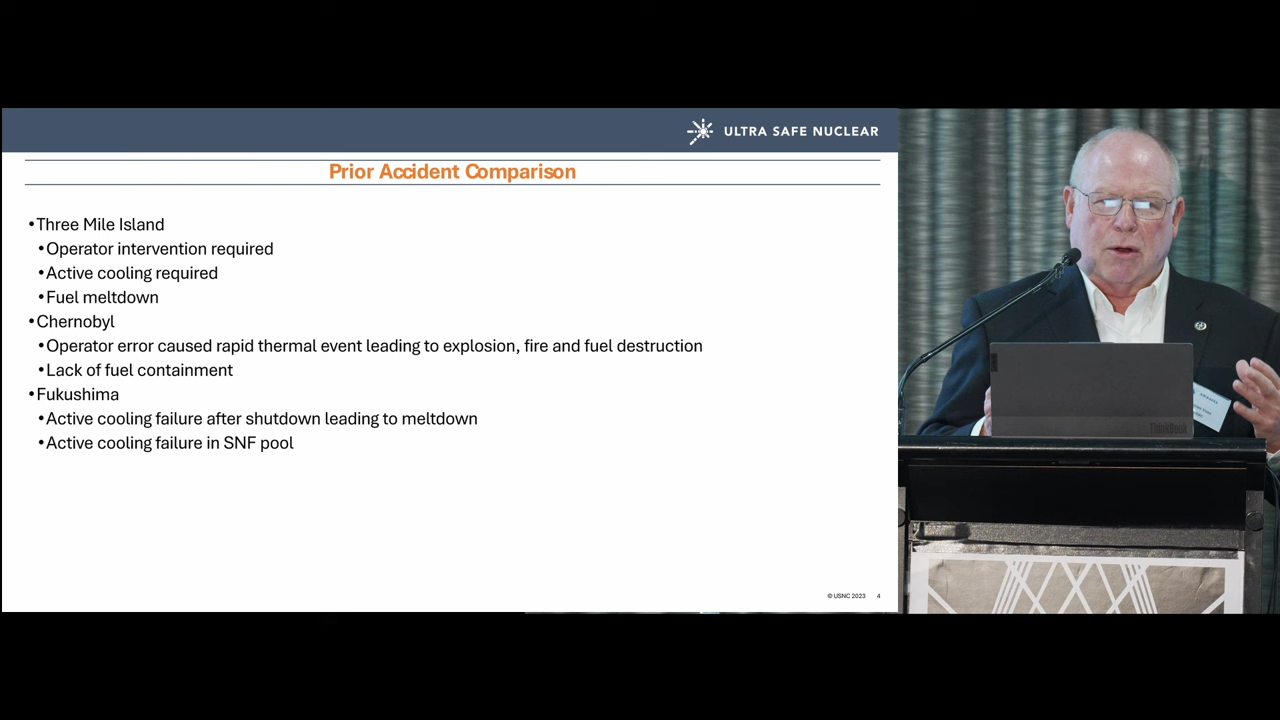 ULTRA SAFE NUCLEAR
Prior Accident Comparison
•Three Mile Island
•Operator intervention required
•Active cooling required
•Fuel meltdown
•Chernobyl
•Operator error caused rapid thermal event leading to explosion, fire and fuel destruction
•Lack of fuel containment
•Fukushima
•Active cooling failure after shutdown leading to meltdown
•Active cooling failure in SNF pool
© USNC 2023 4
ThinkBook